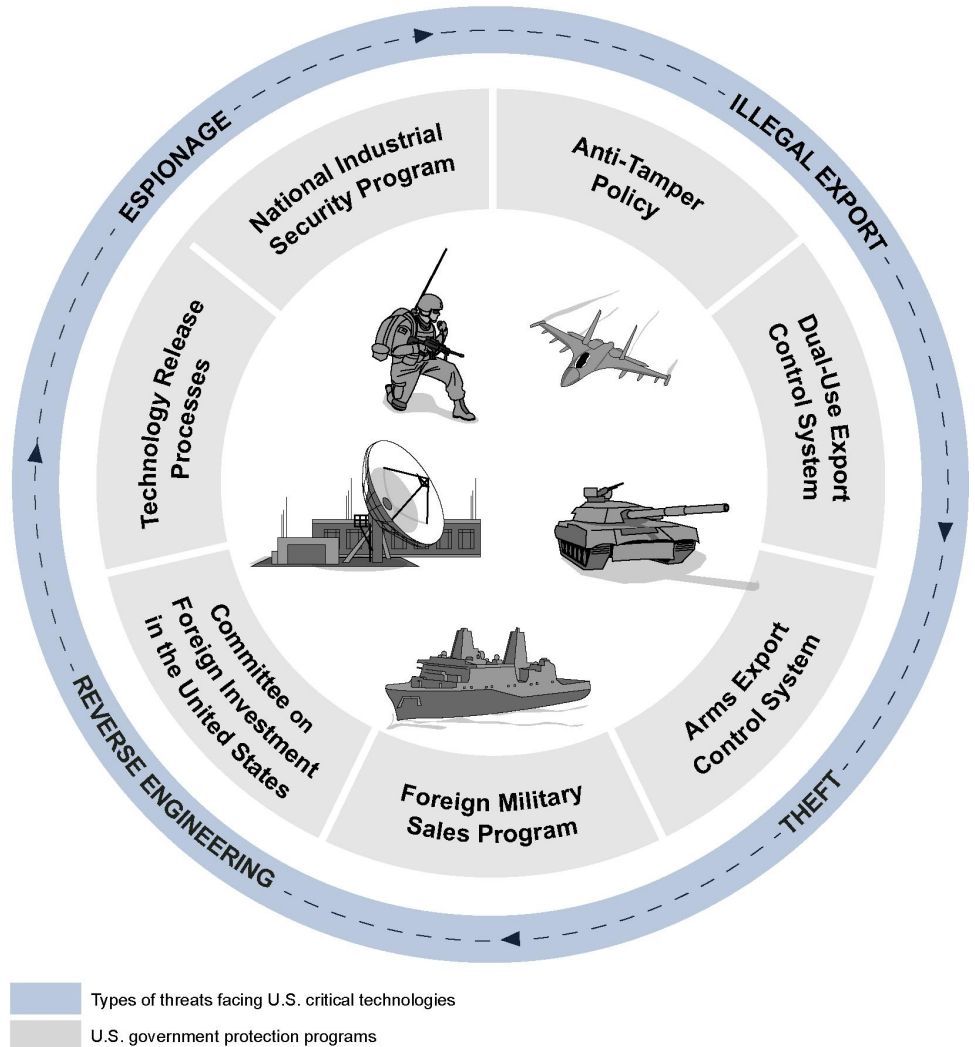 ESPIONAGE
ILLEGAL EXPORT
THEFT
REVERSE ENGINEERING
National Industrial
Security Program
Anti-Tamper
Policy
Dual-Use Export
Control System
Arms Export
Control System
Foreign Military
Sales Program
Committee on
Foreign Investment
in the United States
Technology Release
Processes
Types of threats facing U.S. critical technologies
U.S. government protection programs